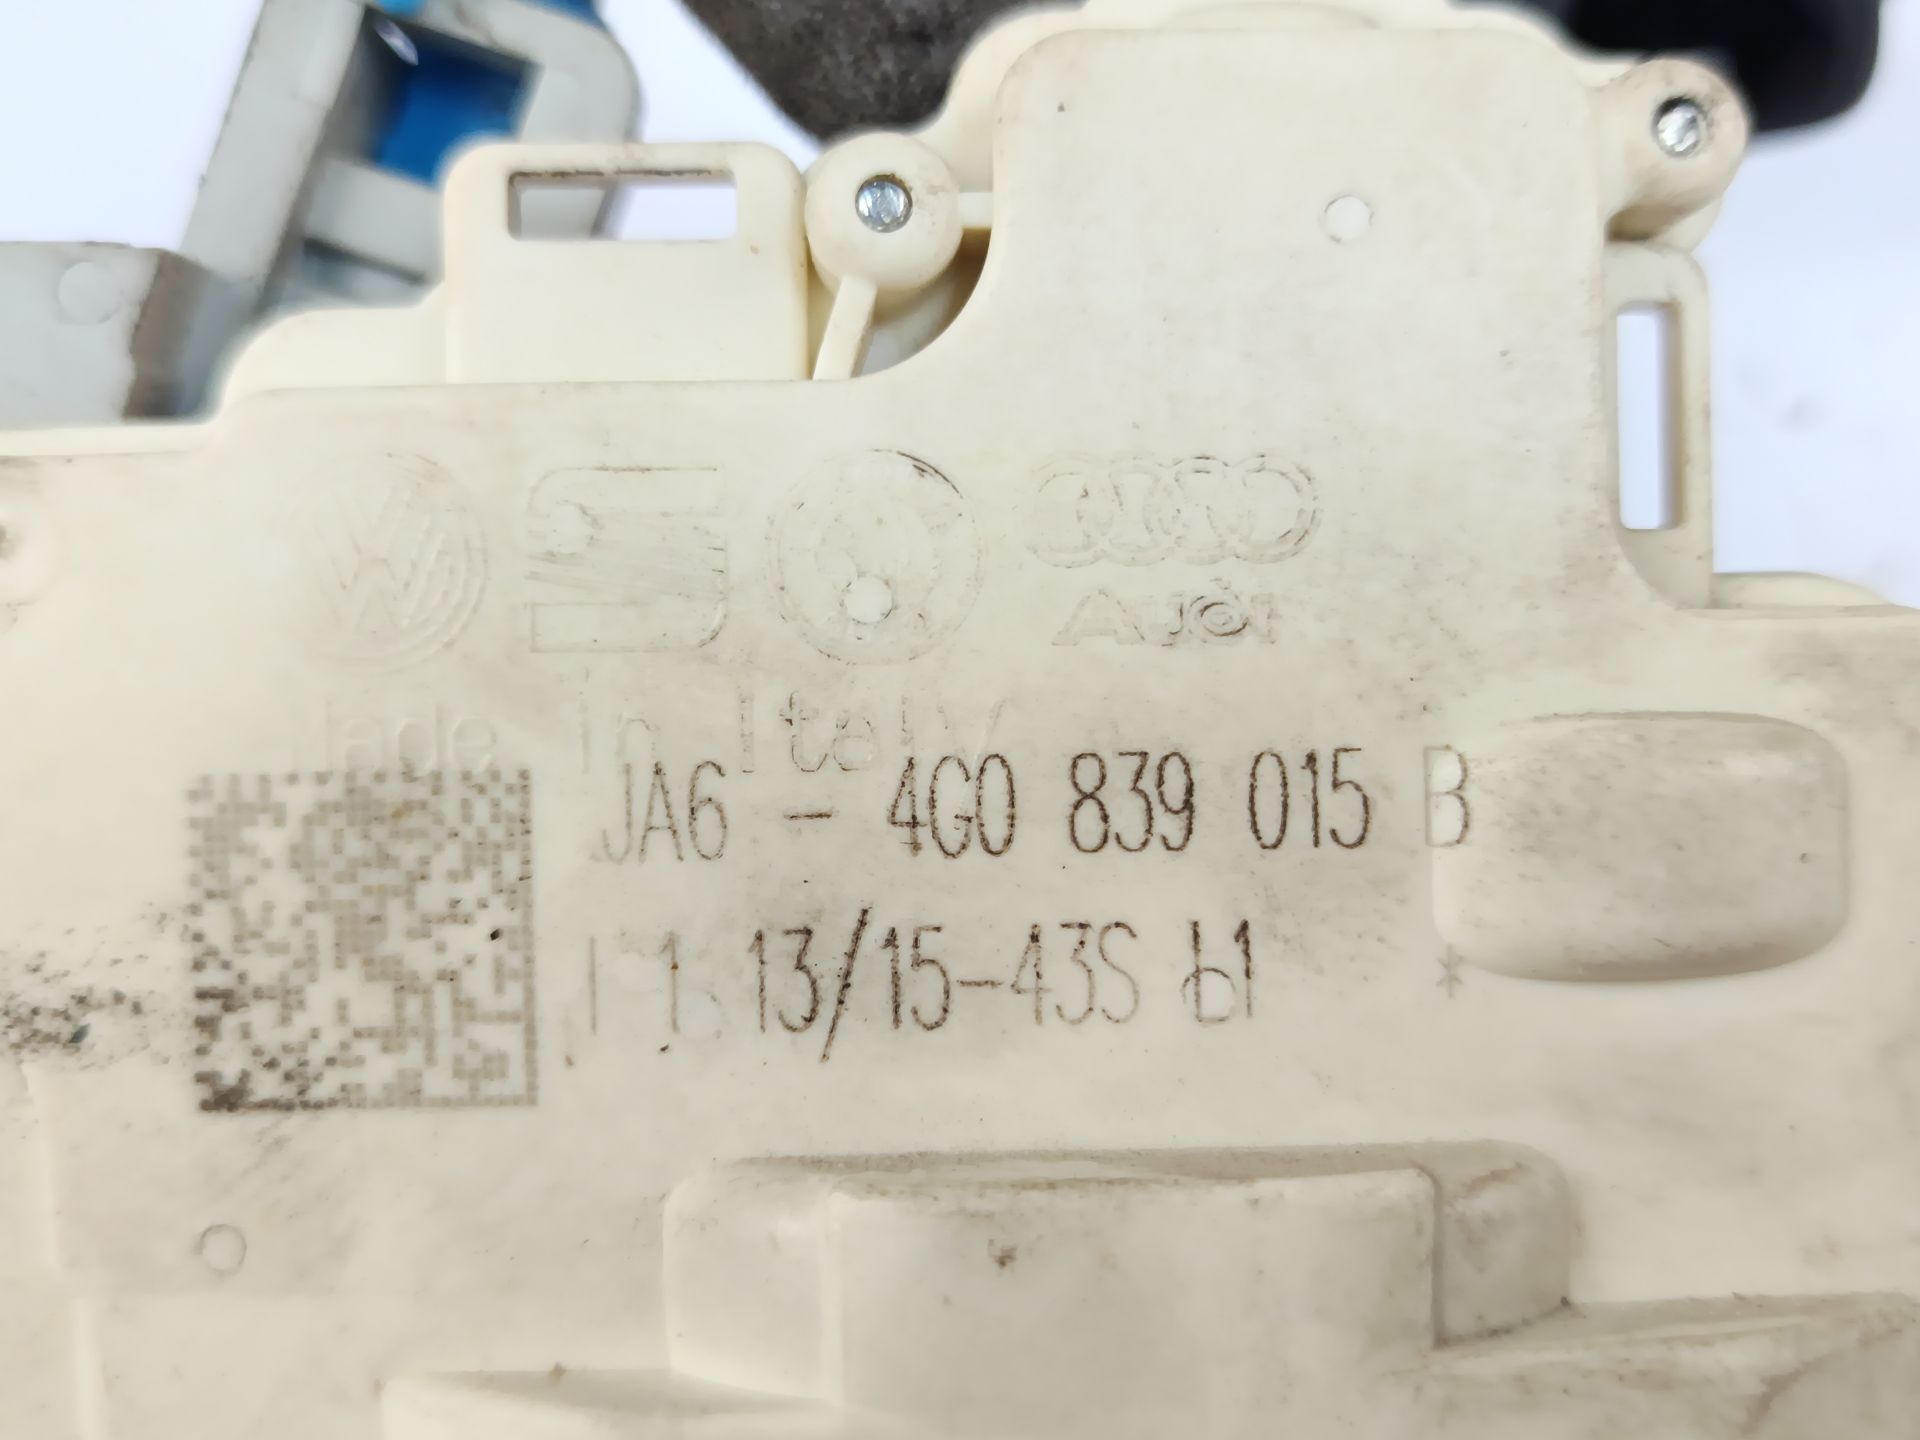 Audi
Made in Italy
JA6 - 4G0 839 015 B
13/15-43S *